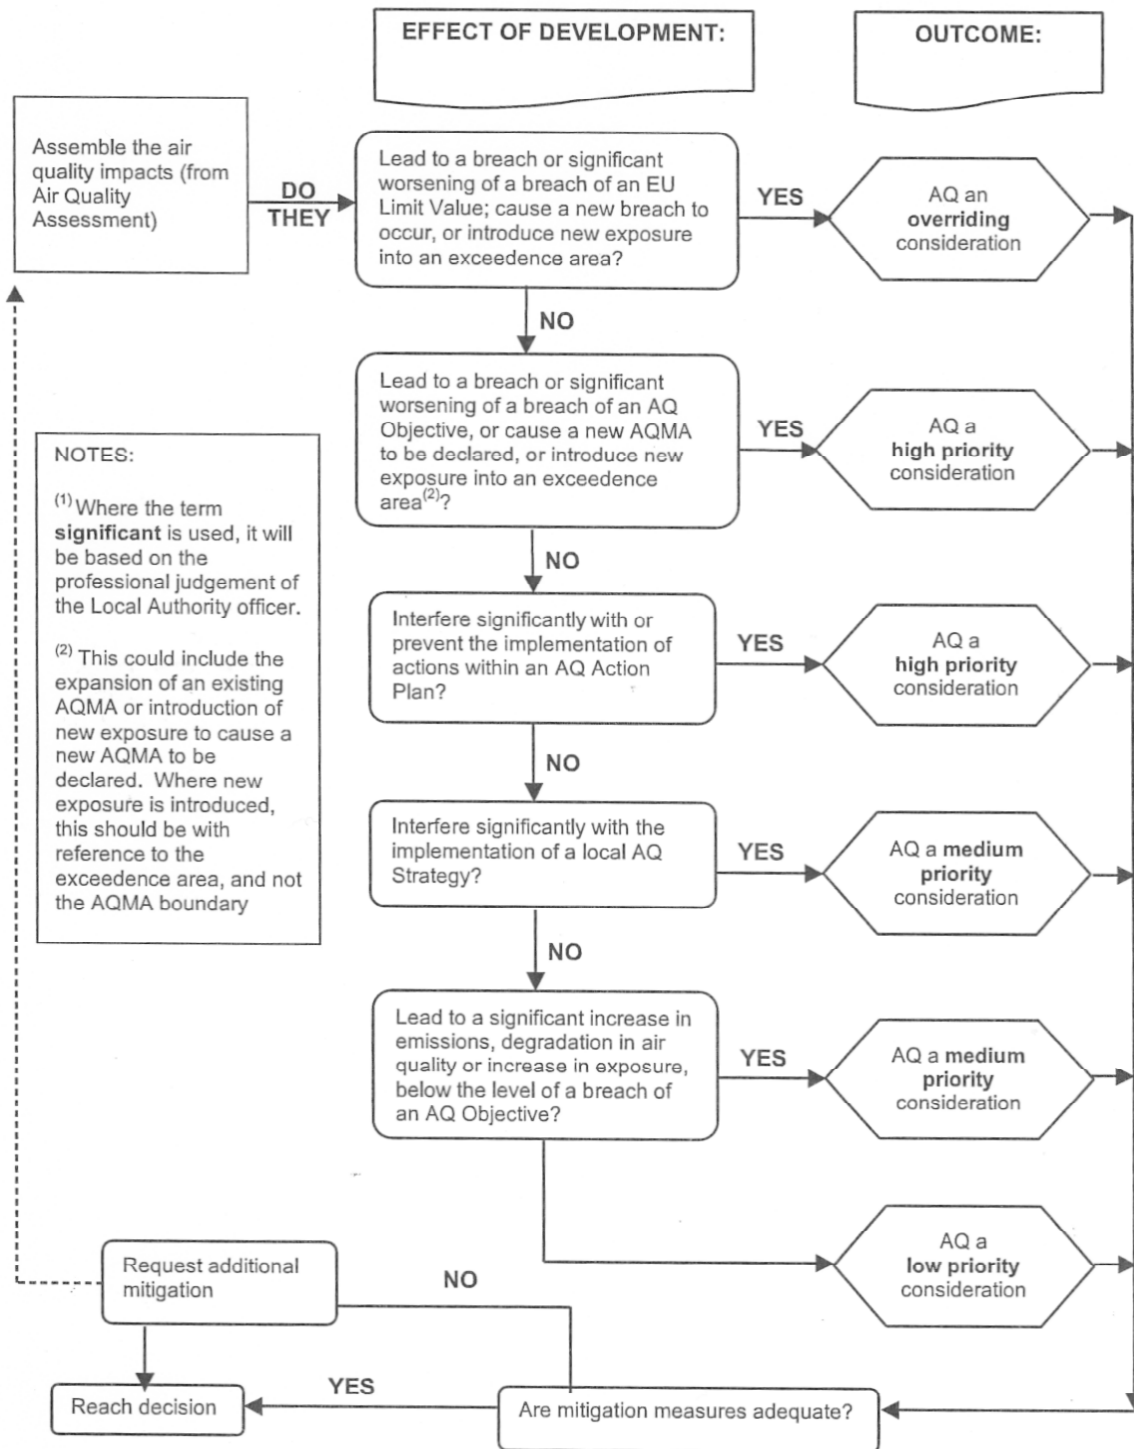 EFFECT OF DEVELOPMENT:
OUTCOME:
Assemble the air
quality impacts (from
Air Quality
Assessment)
DO
THEY
Lead to a breach or significant
worsening of a breach of an EU
Limit Value; cause a new breach to
occur, or introduce new exposure
into an exceedence area?
YES
AQ an
overriding
consideration
NO
Lead to a breach or significant
worsening of a breach of an AQ
Objective, or cause a new AQMA
to be declared, or introduce new
exposure into an exceedence
area(2)?
YES
AQ a
high priority
consideration
NO
NOTES:
(1) Where the term
significant is used, it will
be based on the
professional judgement of
the Local Authority officer.
(2) This could include the
expansion of an existing
AQMA or introduction of
new exposure to cause a
new AQMA to be
declared. Where new
exposure is introduced,
this should be with
reference to the
exceedence area, and not
the AQMA boundary
Interfere significantly with or
prevent the implementation of
actions within an AQ Action
Plan?
YES
AQ a
high priority
consideration
NO
Interfere significantly with the
implementation of a local AQ
Strategy?
YES
AQ a medium
priority
consideration
NO
Lead to a significant increase in
emissions, degradation in air
quality or increase in exposure,
below the level of a breach of
an AQ Objective?
YES
AQ a medium
priority
consideration
AQ a
low priority
consideration
Request additional
mitigation
NO
Reach decision
YES
Are mitigation measures adequate?